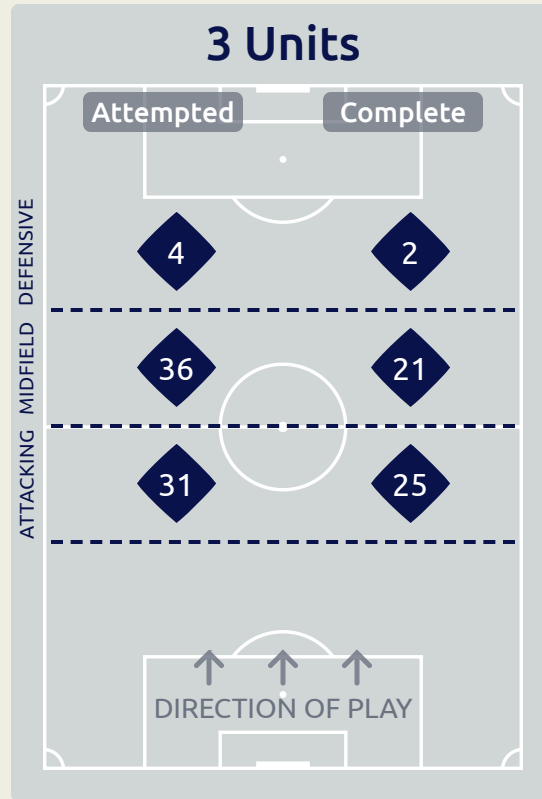 3 Units
Attempted Complete
DEFENSIVE
4 2
MIDFIELD
36 21
ATTACKING
31 25
DIRECTION OF PLAY